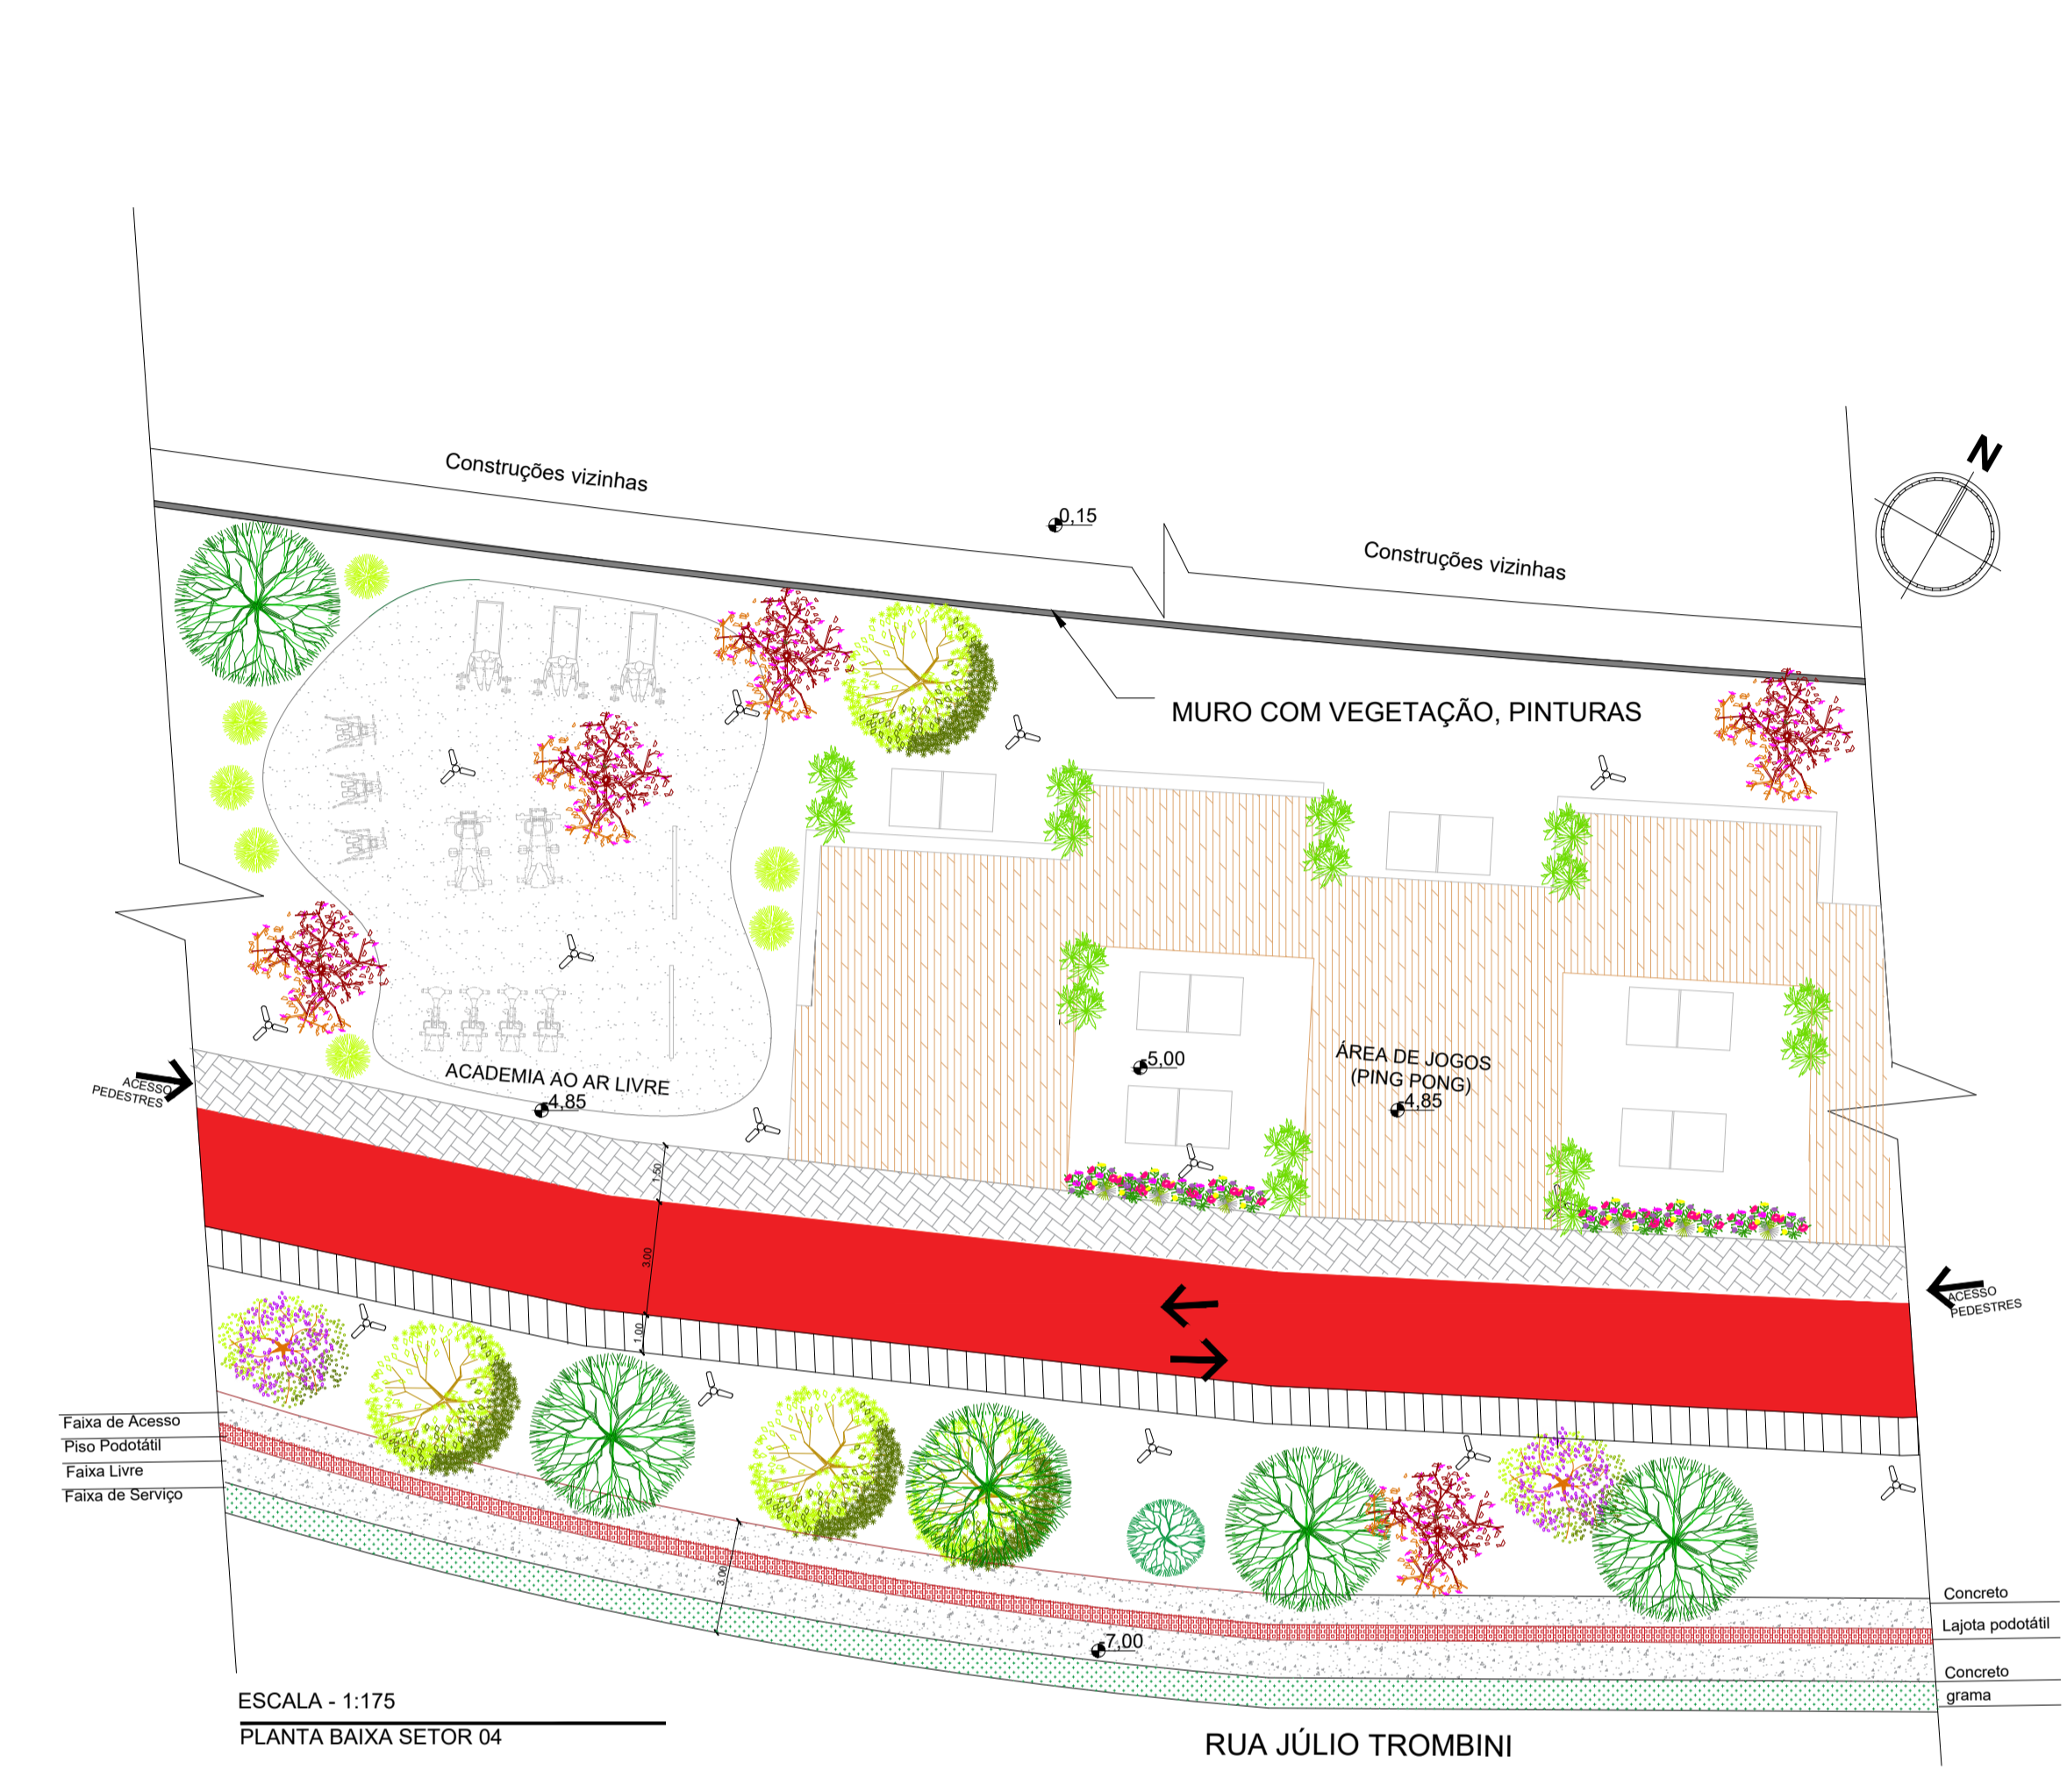 N
Construções vizinhas
0,15
Construções vizinhas
MURO COM VEGETAÇÃO, PINTURAS
ACESSO
PEDESTRES
ACADEMIA AO AR LIVRE
-4,85
-5,00
ÁREA DE JOGOS
(PING PONG)
-4,85
1.50
3.00
1.00
ACESSO
PEDESTRES
Faixa de Acesso
Piso Podotátil
Faixa Livre
Faixa de Serviço
3.00
-7,00
Concreto
Lajota podotátil
Concreto
grama
ESCALA - 1:175
PLANTA BAIXA SETOR 04
RUA JÚLIO TROMBINI